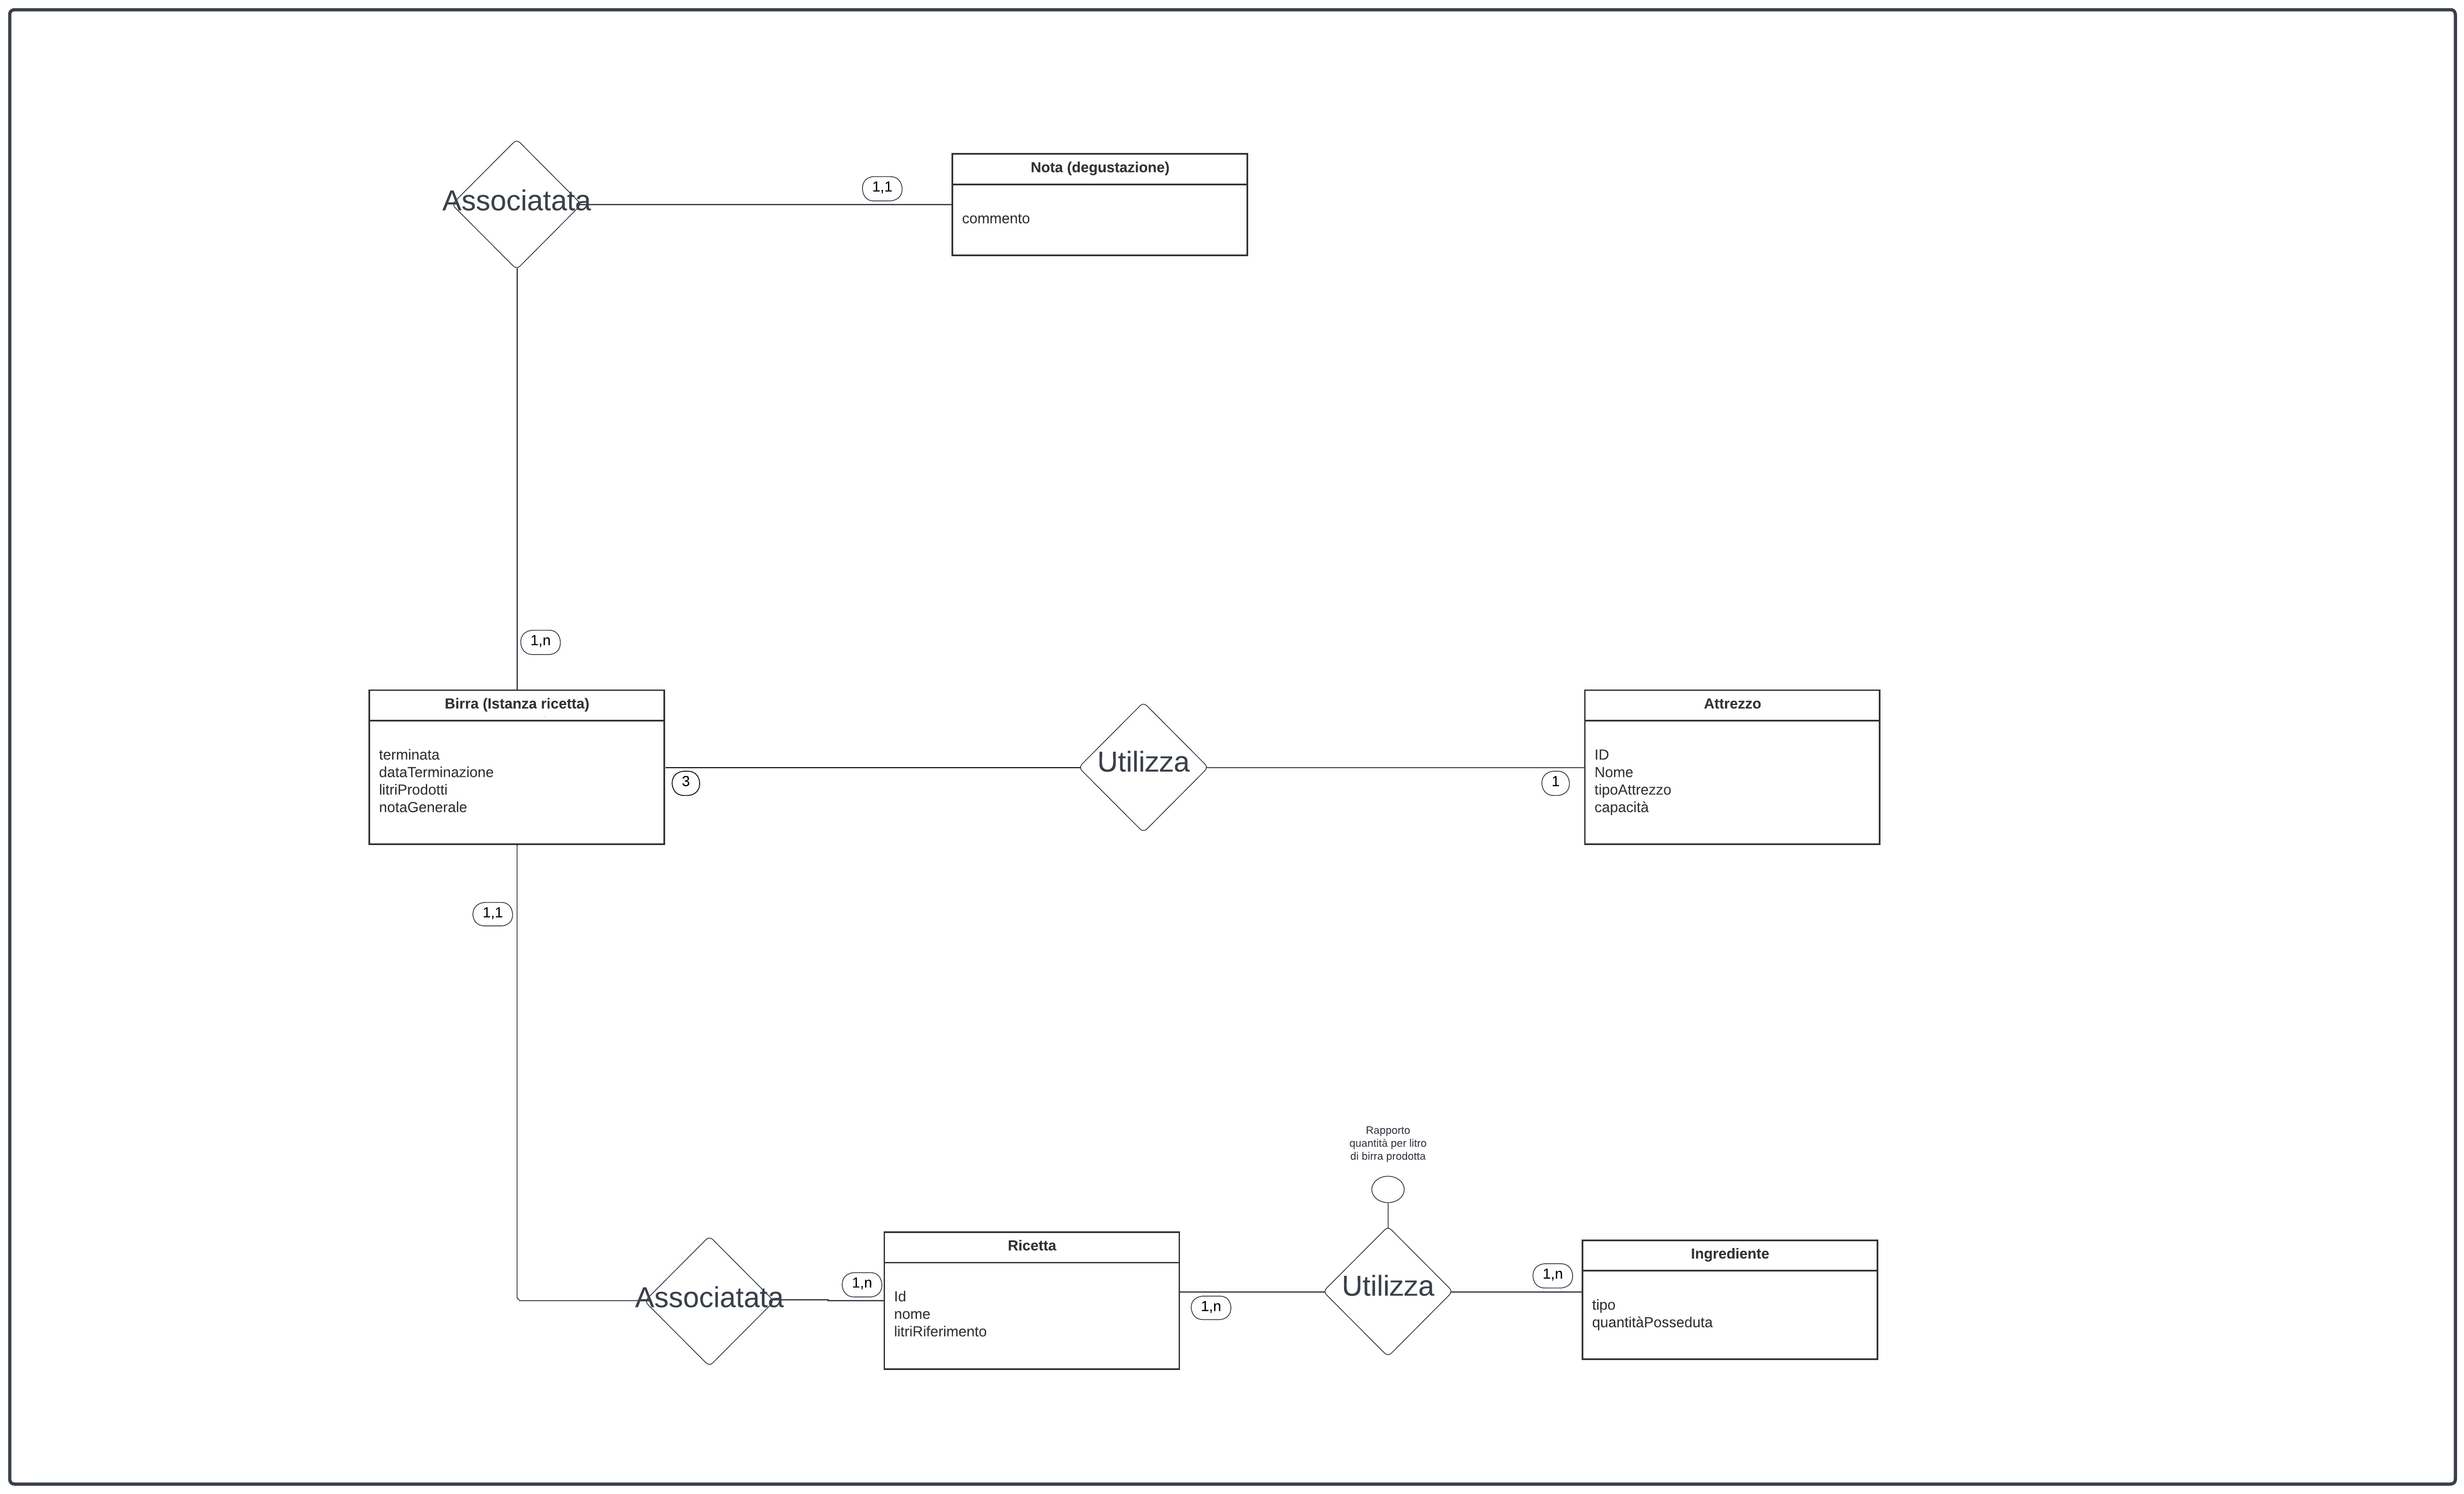 Associatata
1,1
Nota (degustazione)
commento
1,n
Birra (Istanza ricetta)
terminata
dataTerminazione
litriProdotti
notaGenerale
3
Utilizza
1
Attrezzo
ID
Nome
tipoAttrezzo
capacità
1,1
Associatata
1,n
Ricetta
Id
nome
litriRiferimento
1,n
Rapporto
quantità per litro
di birra prodotta
Utilizza
1,n
Ingrediente
tipo
quantitàPosseduta